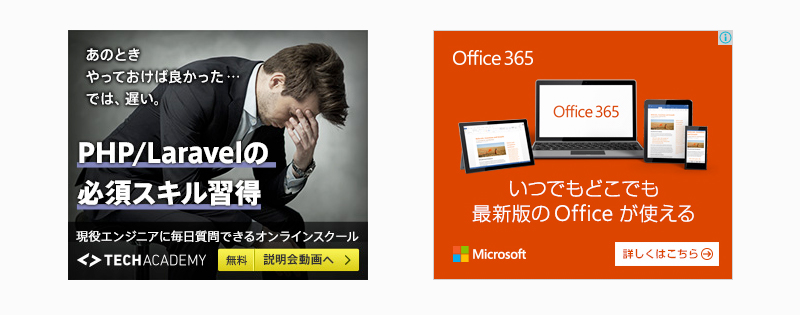 あのとき
やっておけば良かった…
では、遅い。
PHP/Laravelの
必須スキル習得
現役エンジニアに毎日質問できるオンラインスクール
TECHACADEMY
無料 説明会動画へ
Office 365
Office 365
いつでもどこでも
最新版の Office が使える
Microsoft
詳しくはこちら